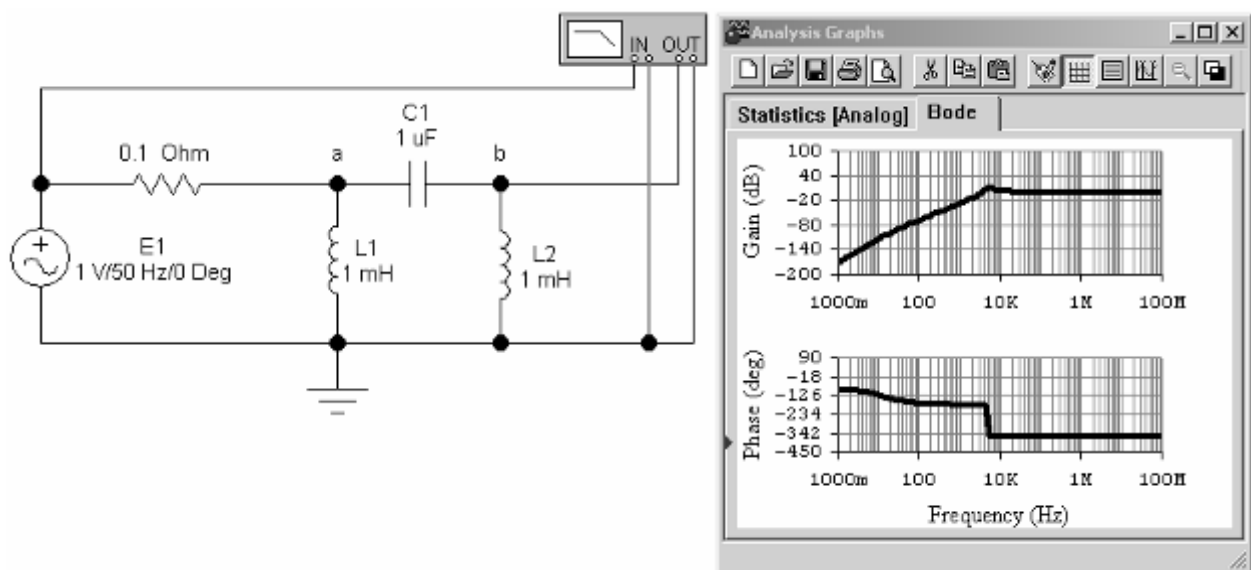 IN OUT
C1
1 uF
0.1 Ohm
a
b
E1
1 V/50 Hz/0 Deg
L1
1 mH
L2
1 mH
Analysis Graphs
Statistics [Analog]
Bode
Gain (dB)
100
40
-20
-80
-140
-200
1000m 100 10K 1M 100M
Phase (deg)
90
-18
-126
-234
-342
-450
1000m 100 10K 1M 100M
Frequency (Hz)